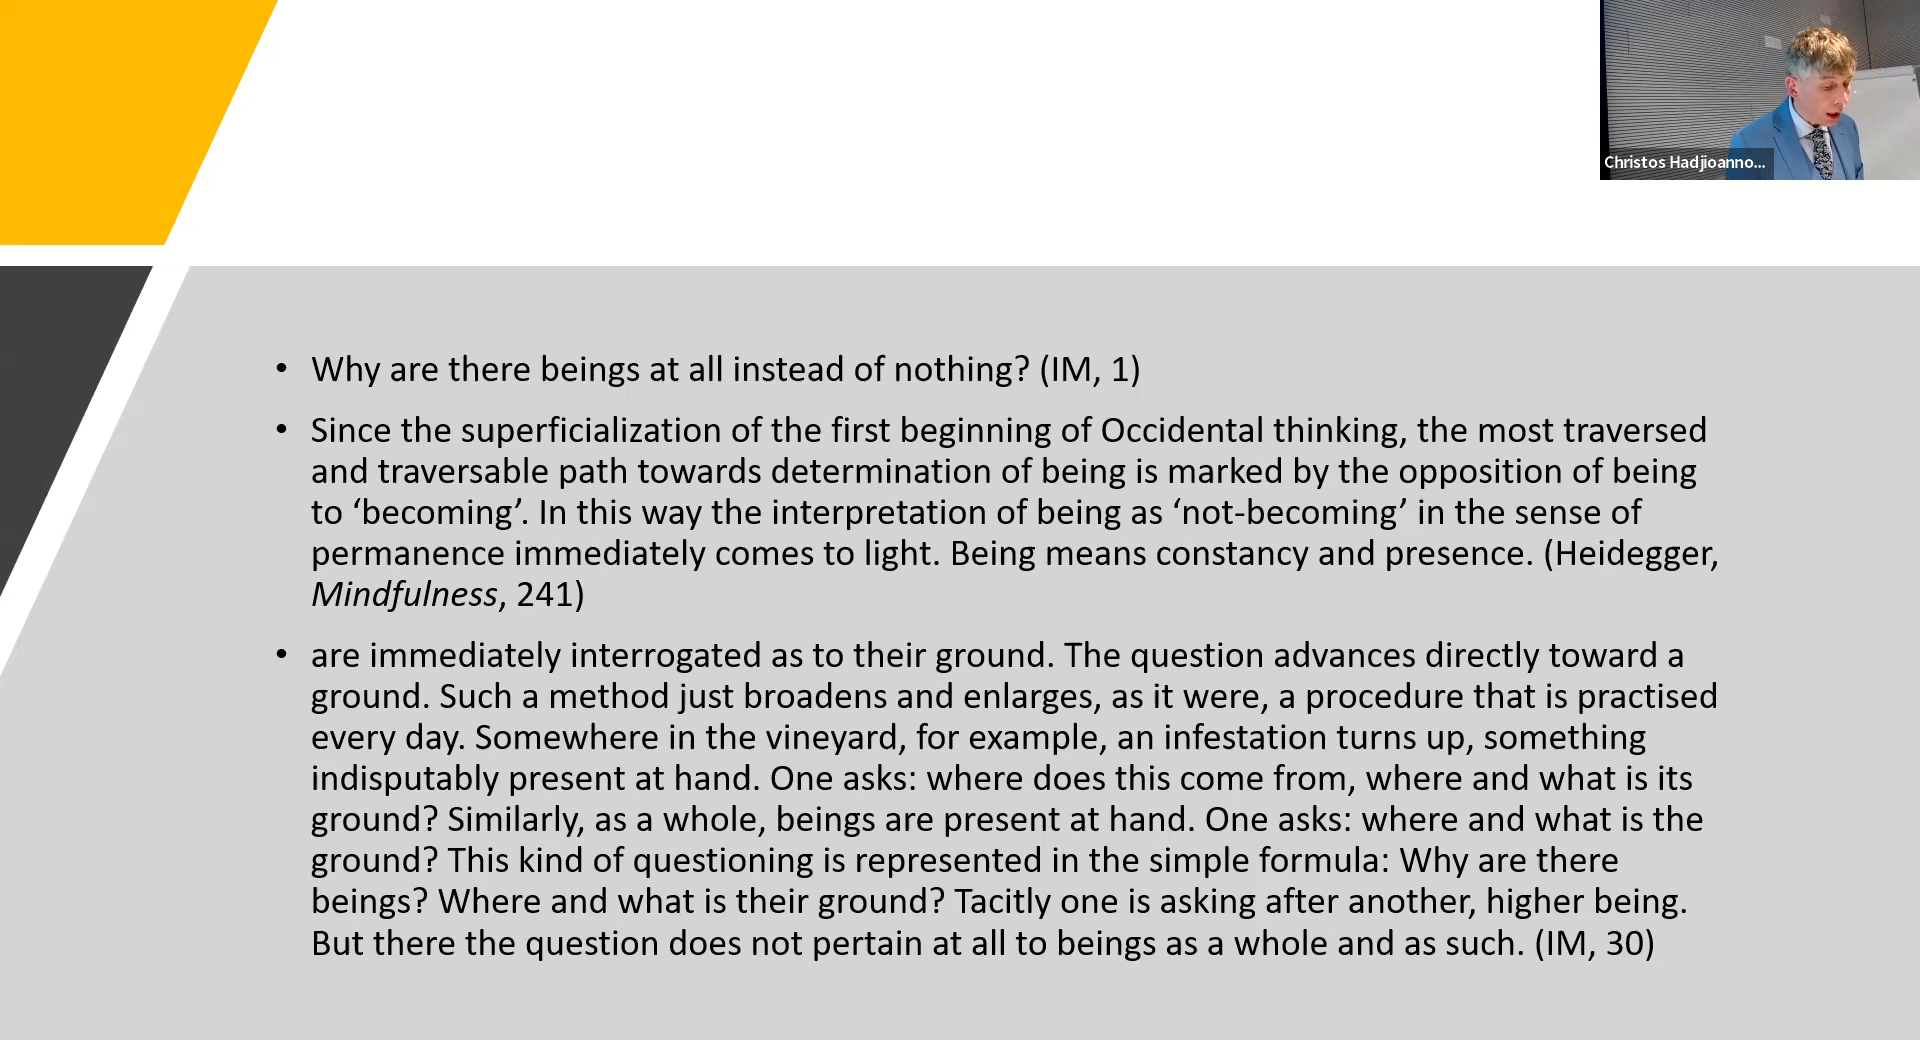 Christos Hadjioanno...
• Why are there beings at all instead of nothing? (IM, 1)
• Since the superficialization of the first beginning of Occidental thinking, the most traversed
and traversable path towards determination of being is marked by the opposition of being
to ‘becoming’. In this way the interpretation of being as ‘not-becoming’ in the sense of
permanence immediately comes to light. Being means constancy and presence. (Heidegger,
Mindfulness, 241)
• are immediately interrogated as to their ground. The question advances directly toward a
ground. Such a method just broadens and enlarges, as it were, a procedure that is practised
every day. Somewhere in the vineyard, for example, an infestation turns up, something
indisputably present at hand. One asks: where does this come from, where and what is its
ground? Similarly, as a whole, beings are present at hand. One asks: where and what is the
ground? This kind of questioning is represented in the simple formula: Why are there
beings? Where and what is their ground? Tacitly one is asking after another, higher being.
But there the question does not pertain at all to beings as a whole and as such. (IM, 30)